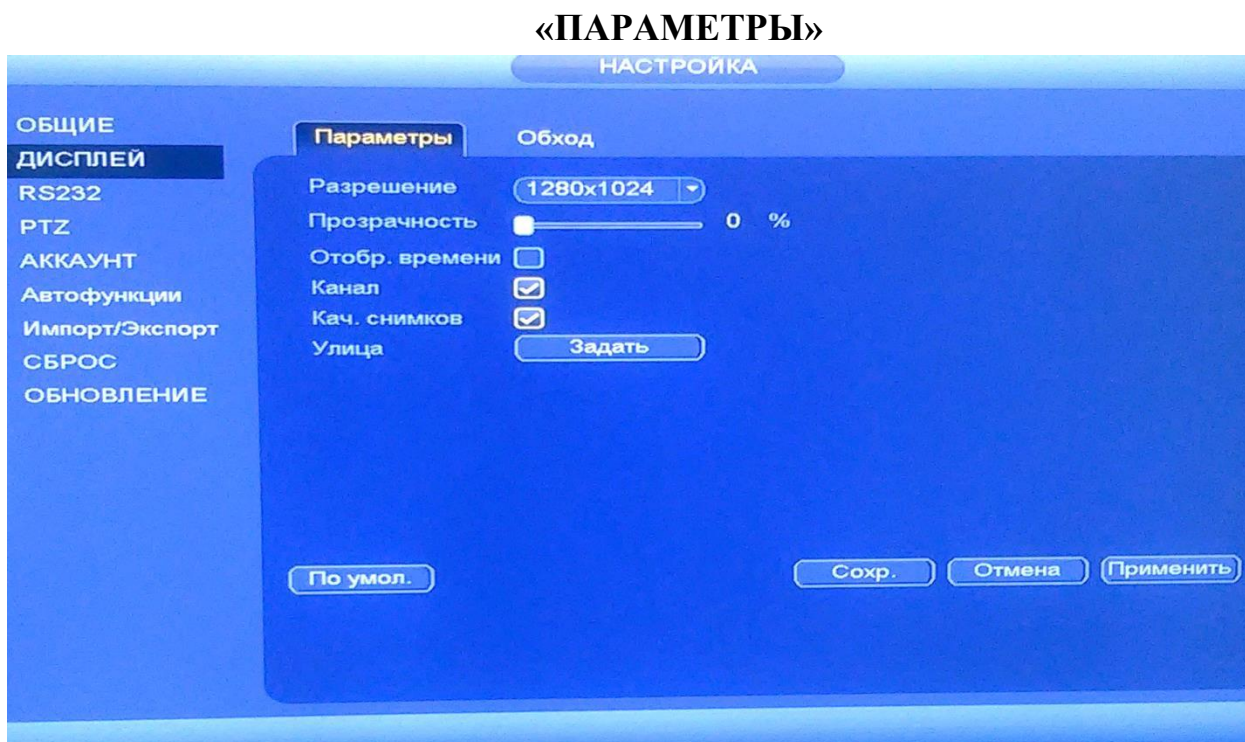 «ПАРАМЕТРЫ»
НАСТРОЙКА
ОБЩИЕ
ДИСПЛЕЙ
RS232
PTZ
АККАУНТ
Автофункции
Импорт/Экспорт
СБРОС
ОБНОВЛЕНИЕ
Параметры Обход
Разрешение 1280x1024
Прозрачность 0 %
Отобр. времени
Канал
Кач. снимков
Улица Задать
По умол. Сохр. Отмена Применить